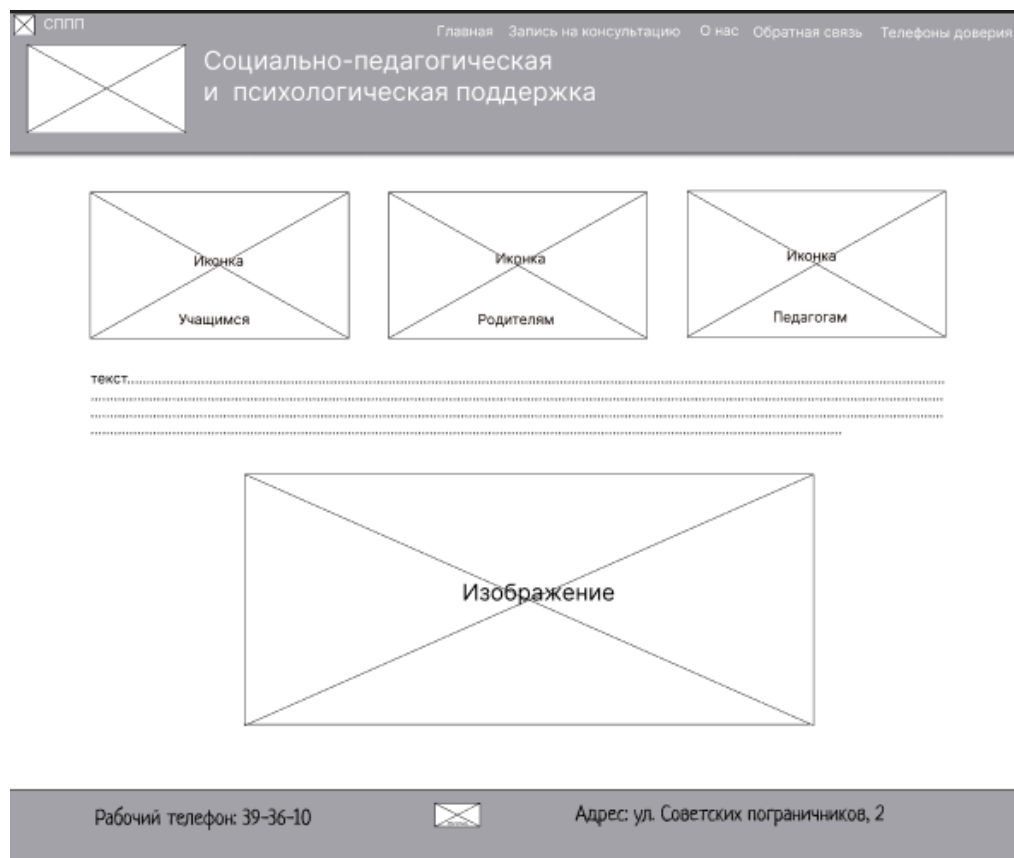 СППП
Главная Запись на консультацию О нас Обратная связь Телефоны доверия
Социально-педагогическая
и психологическая поддержка
Иконка
Учащимся
Иконка
Родителям
Иконка
Педагогам
текст
Изображение
Рабочий телефон: 39-36-10
Адрес: ул. Советских пограничников, 2